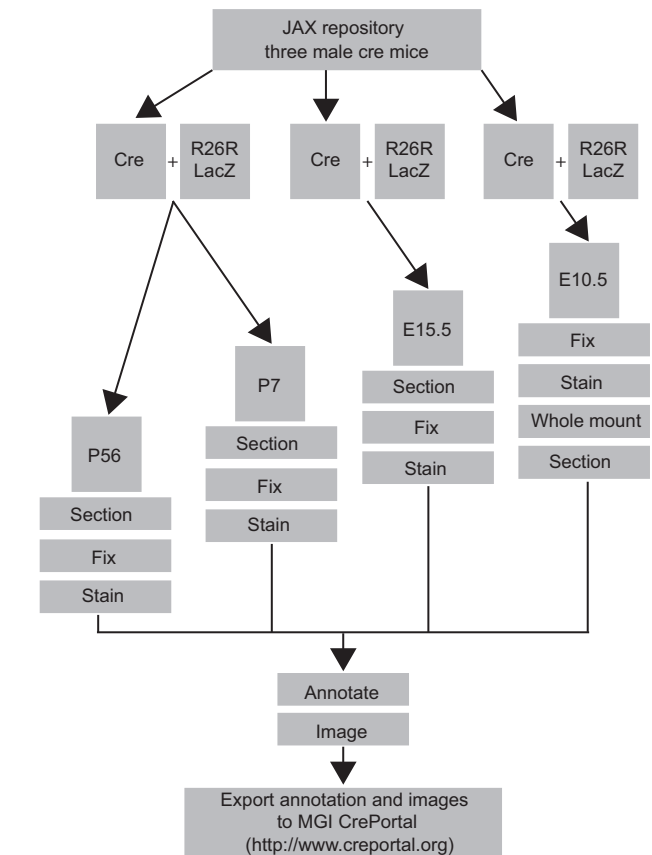 JAX repository
three male cre mice
Cre + R26R
LacZ
Cre + R26R
LacZ
Cre + R26R
LacZ
P56
Section
Fix
Stain
P7
Section
Fix
Stain
E15.5
Section
Fix
Stain
E10.5
Fix
Stain
Whole mount
Section
Annotate
Image
Export annotation and images
to MGI CrePortal
(http://www.creportal.org)